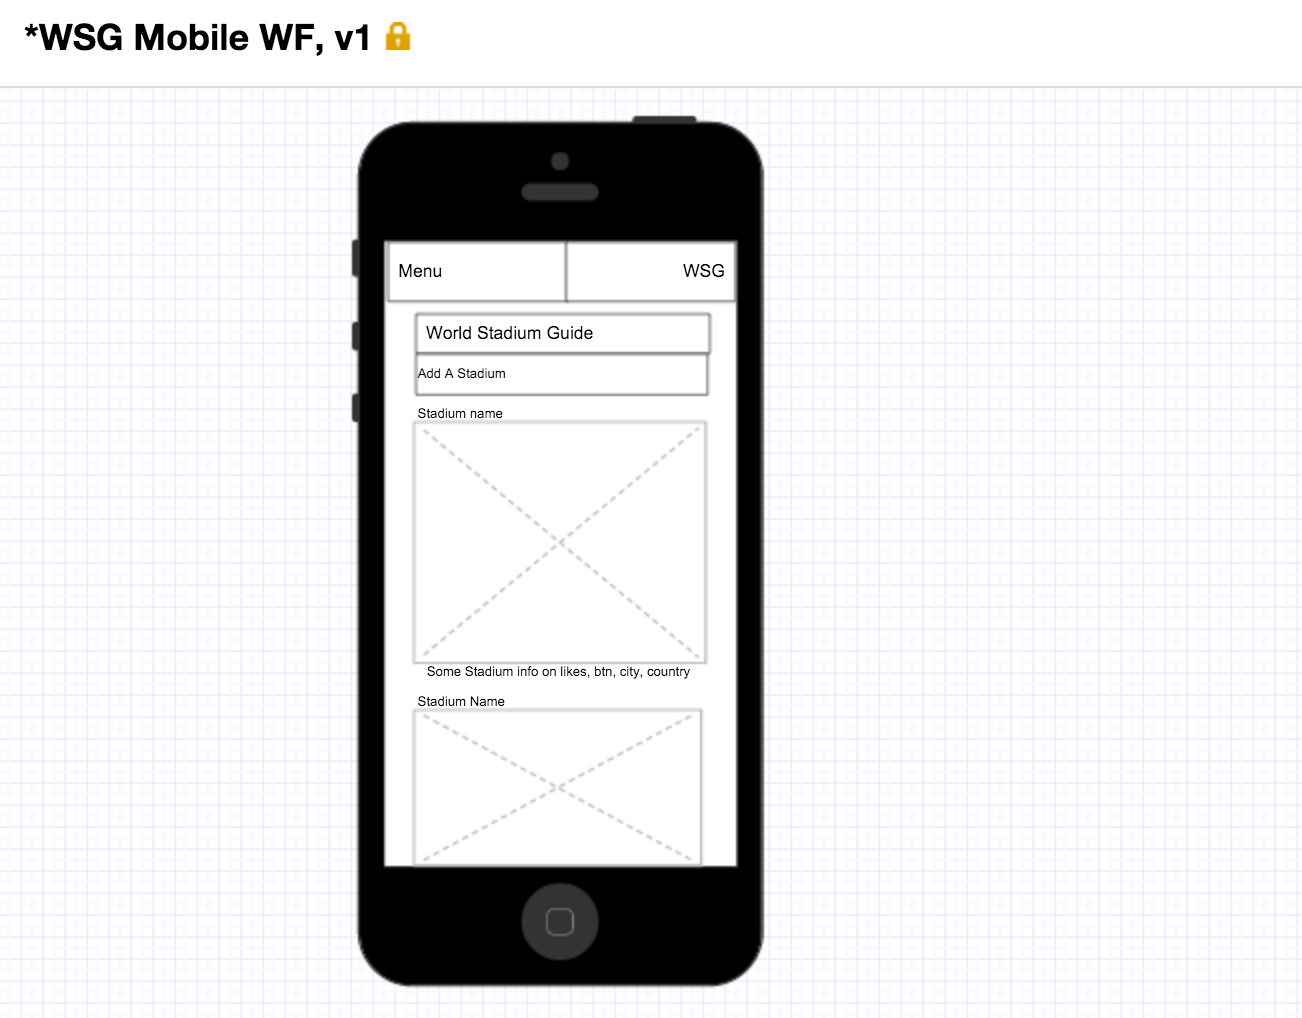 *WSG Mobile WF, v1
Menu
WSG
World Stadium Guide
Add A Stadium
Stadium name
Some Stadium info on likes, btn, city, country
Stadium Name